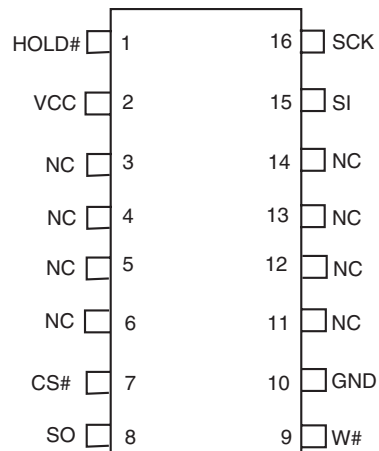 HOLD# 1 16 SCK
VCC 2 15 SI
NC 3 14 NC
NC 4 13 NC
NC 5 12 NC
NC 6 11 NC
CS# 7 10 GND
SO 8 9 W#